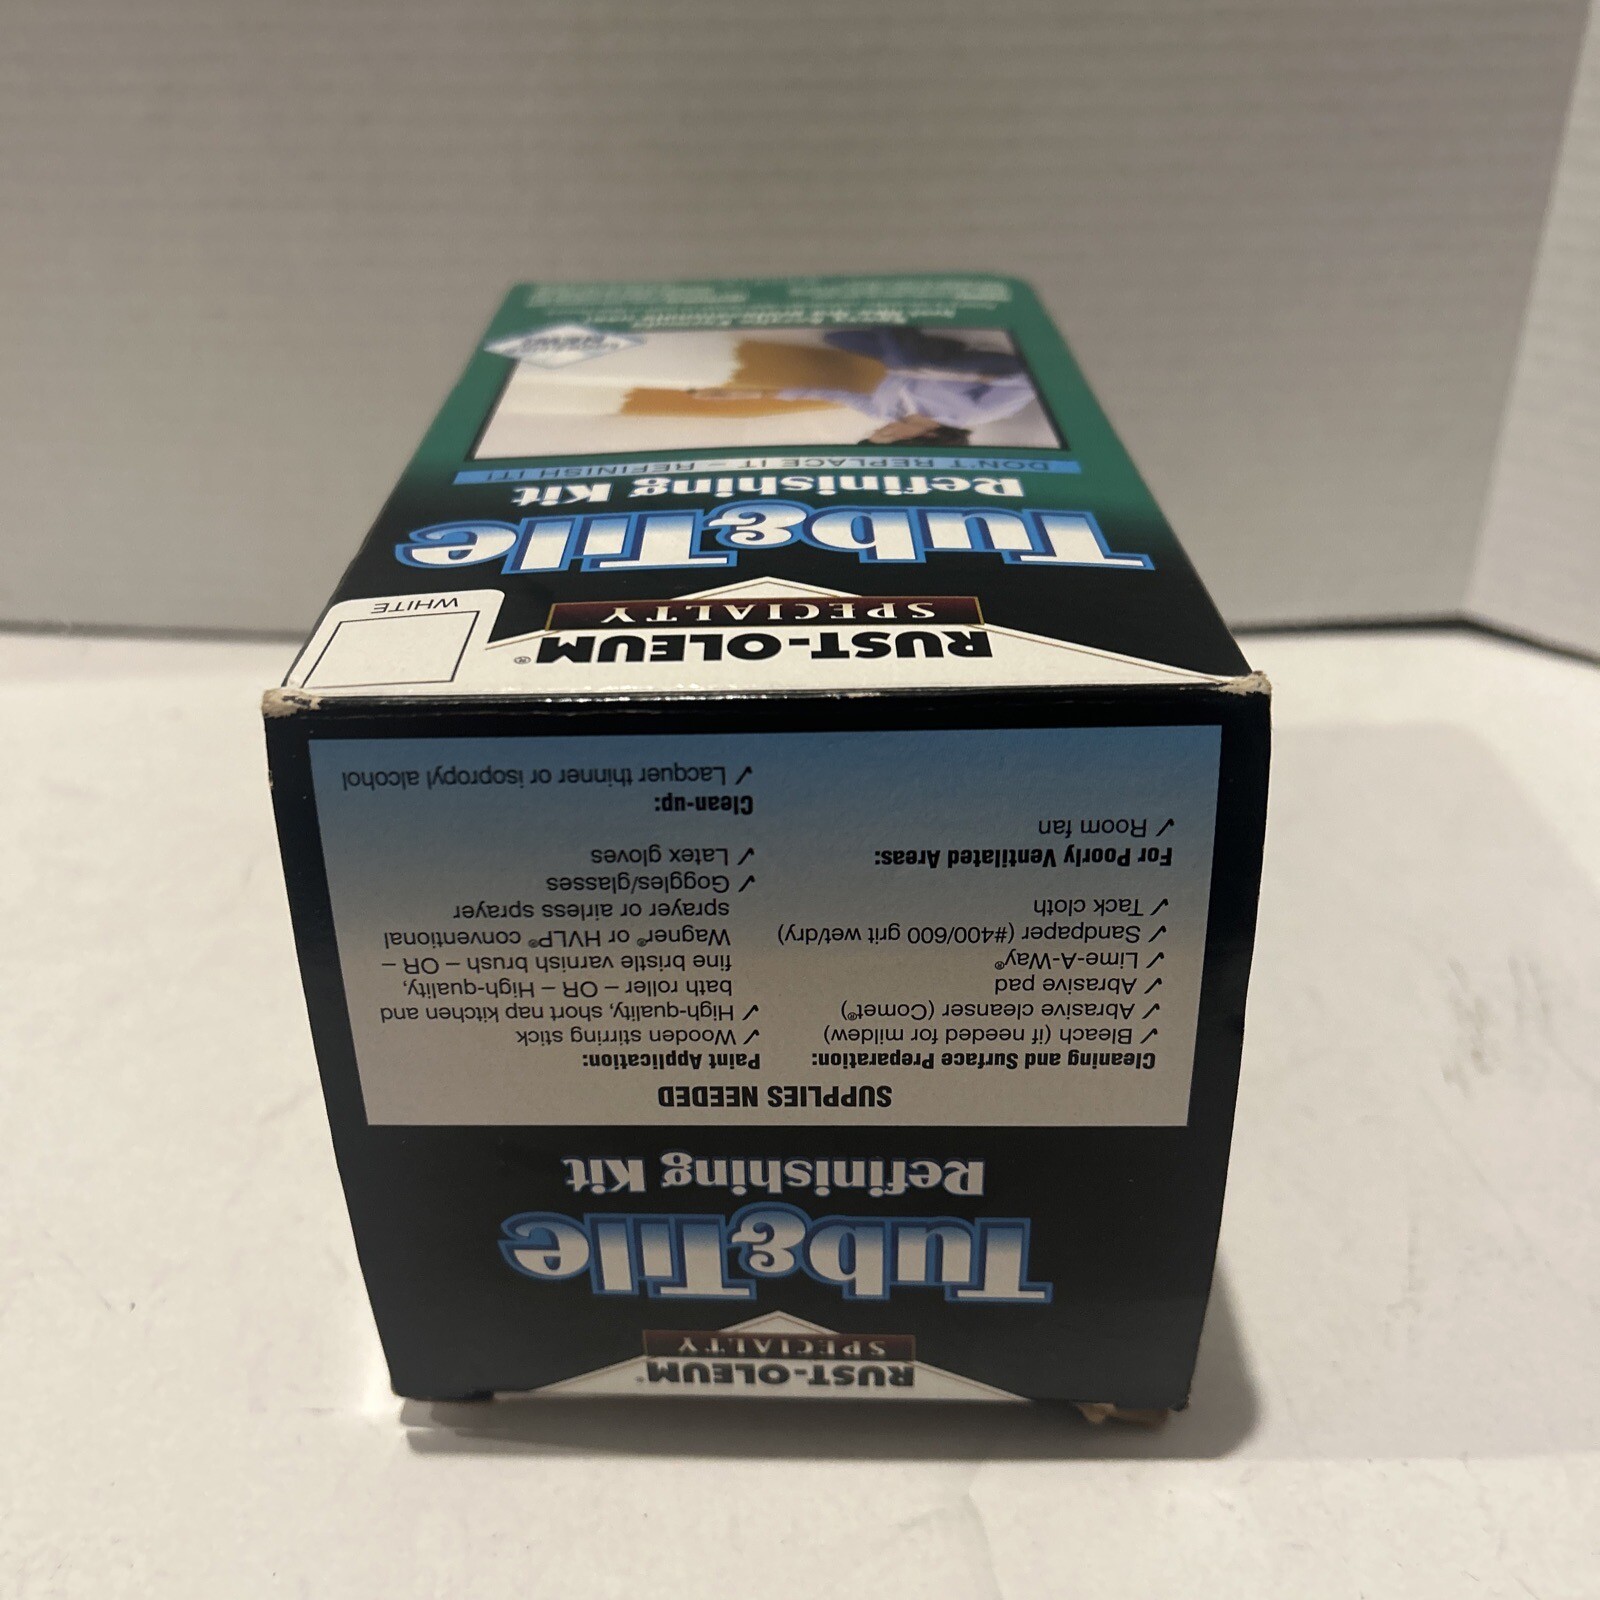 RUST-OLEUM®
SPECIALTY
Tub&Tile
Refinishing Kit
SUPPLIES NEEDED
Cleaning and Surface Preparation:
✓ Bleach (if needed for mildew)
✓ Abrasive cleanser (Comet®)
✓ Abrasive pad
✓ Lime-A-Way®
✓ Sandpaper (#400/600 grit wet/dry)
✓ Tack cloth
For Poorly Ventilated Areas:
✓ Room fan
Paint Application:
✓ Wooden stirring stick
✓ High-quality, short nap kitchen and
bath roller – OR – High-quality,
fine bristle varnish brush – OR –
Wagner® or HVLP® conventional
sprayer or airless sprayer
✓ Goggles/glasses
✓ Latex gloves
Clean-up:
✓ Lacquer thinner or isopropyl alcohol
RUST-OLEUM®
SPECIALTY
WHITE
Tub&Tile
Refinishing Kit
DON'T REPLACE IT – REFINISH IT!